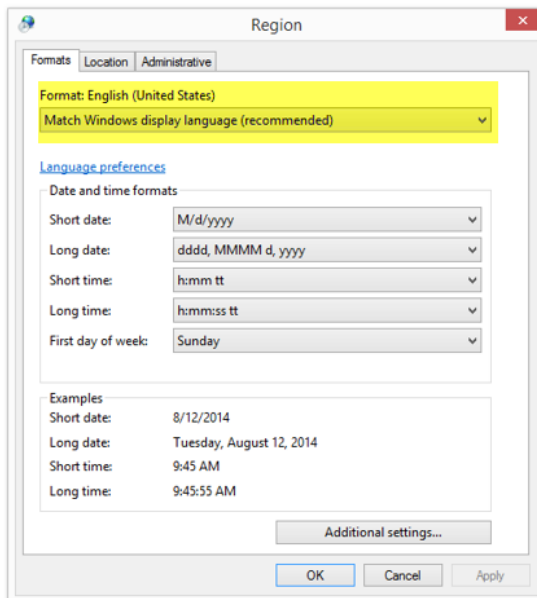 Region
Formats Location Administrative
Format: English (United States)
Match Windows display language (recommended)
Language preferences
Date and time formats
Short date: M/d/yyyy
Long date: dddd, MMMM d, yyyy
Short time: h:mm tt
Long time: h:mm:ss tt
First day of week: Sunday
Examples
Short date: 8/12/2014
Long date: Tuesday, August 12, 2014
Short time: 9:45 AM
Long time: 9:45:55 AM
Additional settings...
OK Cancel Apply